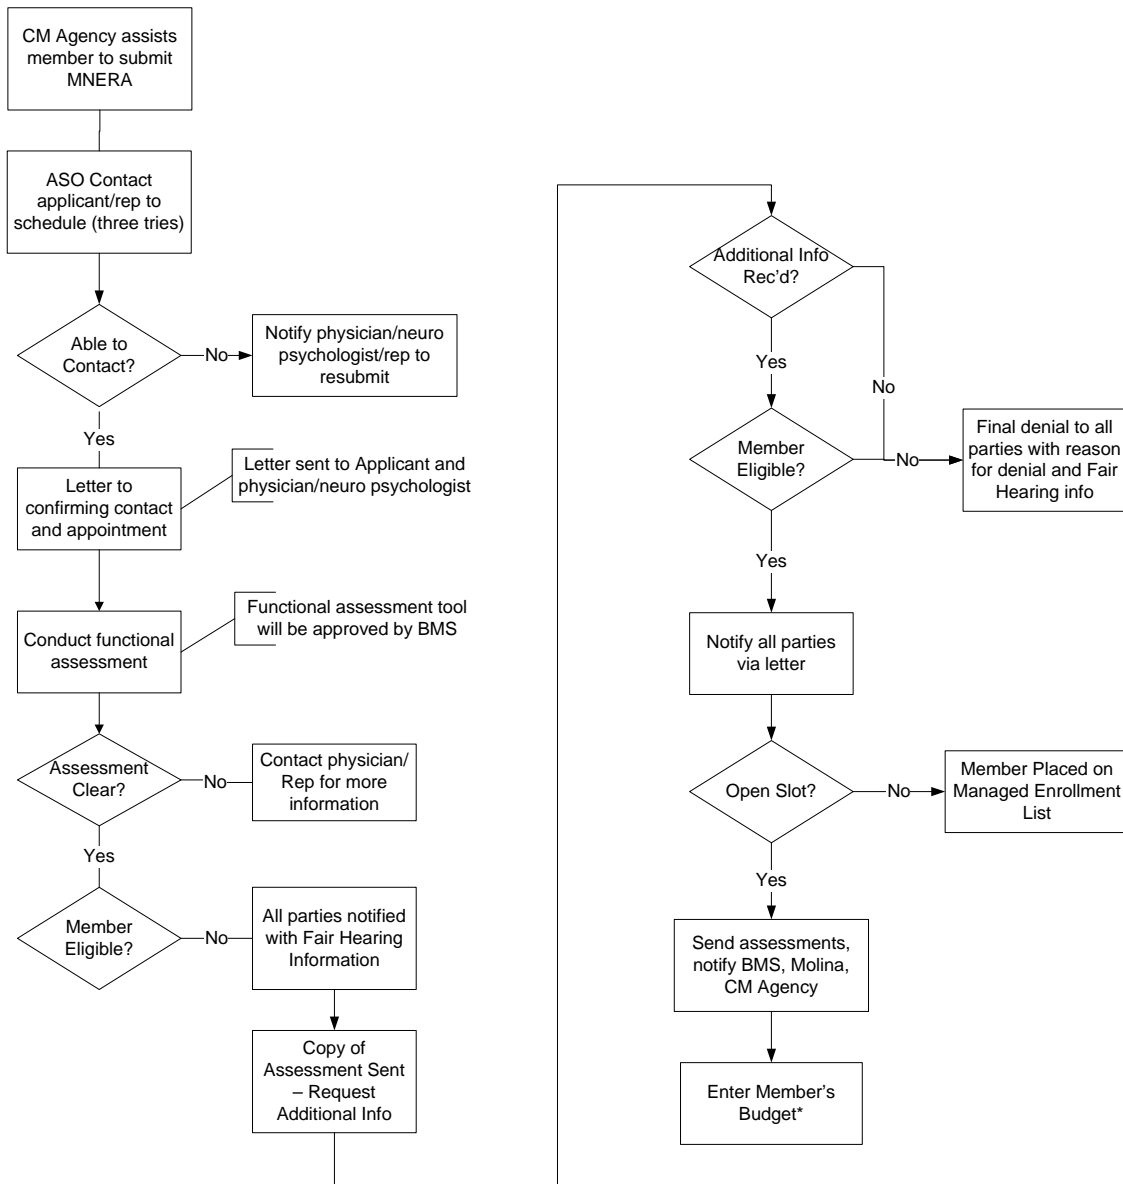 CM Agency assists
member to submit
MNERA
ASO Contact
applicant/rep to
schedule (three tries)
Able to
Contact?
No
Notify physician/neuro
psychologist/rep to
resubmit
Yes
Letter to
confirming contact
and appointment
Letter sent to Applicant and
physician/neuro psychologist
Conduct functional
assessment
Functional assessment tool
will be approved by BMS
Assessment
Clear?
No
Contact physician/
Rep for more
information
Yes
Member
Eligible?
No
All parties notified
with Fair Hearing
Information
Copy of
Assessment Sent
– Request
Additional Info
Additional Info
Rec'd?
Yes
No
Member
Eligible?
No
Final denial to all
parties with reason
for denial and Fair
Hearing info
Yes
Notify all parties
via letter
Open Slot?
No
Member Placed on
Managed Enrollment
List
Yes
Send assessments,
notify BMS, Molina,
CM Agency
Enter Member's
Budget*